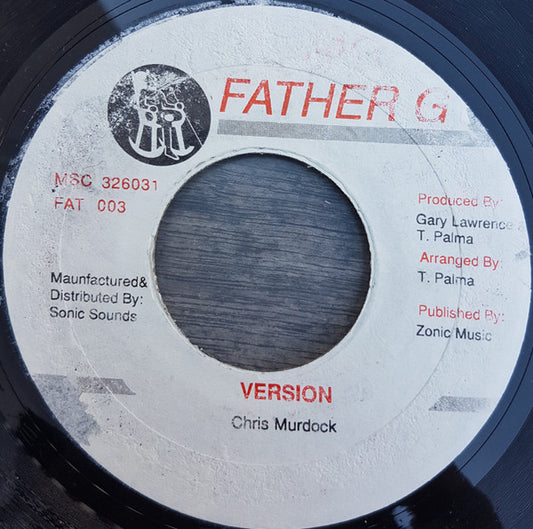 FATHER G
MSC 326031
FAT 003
Produced By:
Gary Lawrence &
T. Palma
Arranged By:
T. Palma
Maunfactured&
Distributed By:
Sonic Sounds
Published By:
Zonic Music
VERSION
Chris Murdock